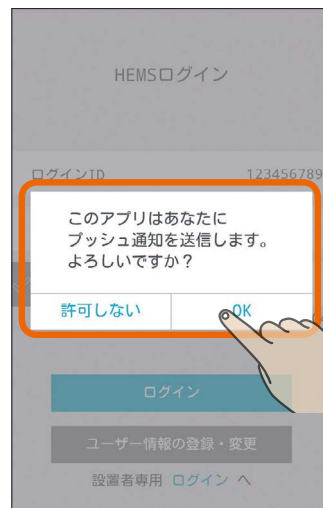 HEMSログイン
ログインID 123456789
このアプリはあなたに
プッシュ通知を送信します。
よろしいですか？
許可しない OK
ログイン
ユーザー情報の登録・変更
設置者専用 ログイン へ